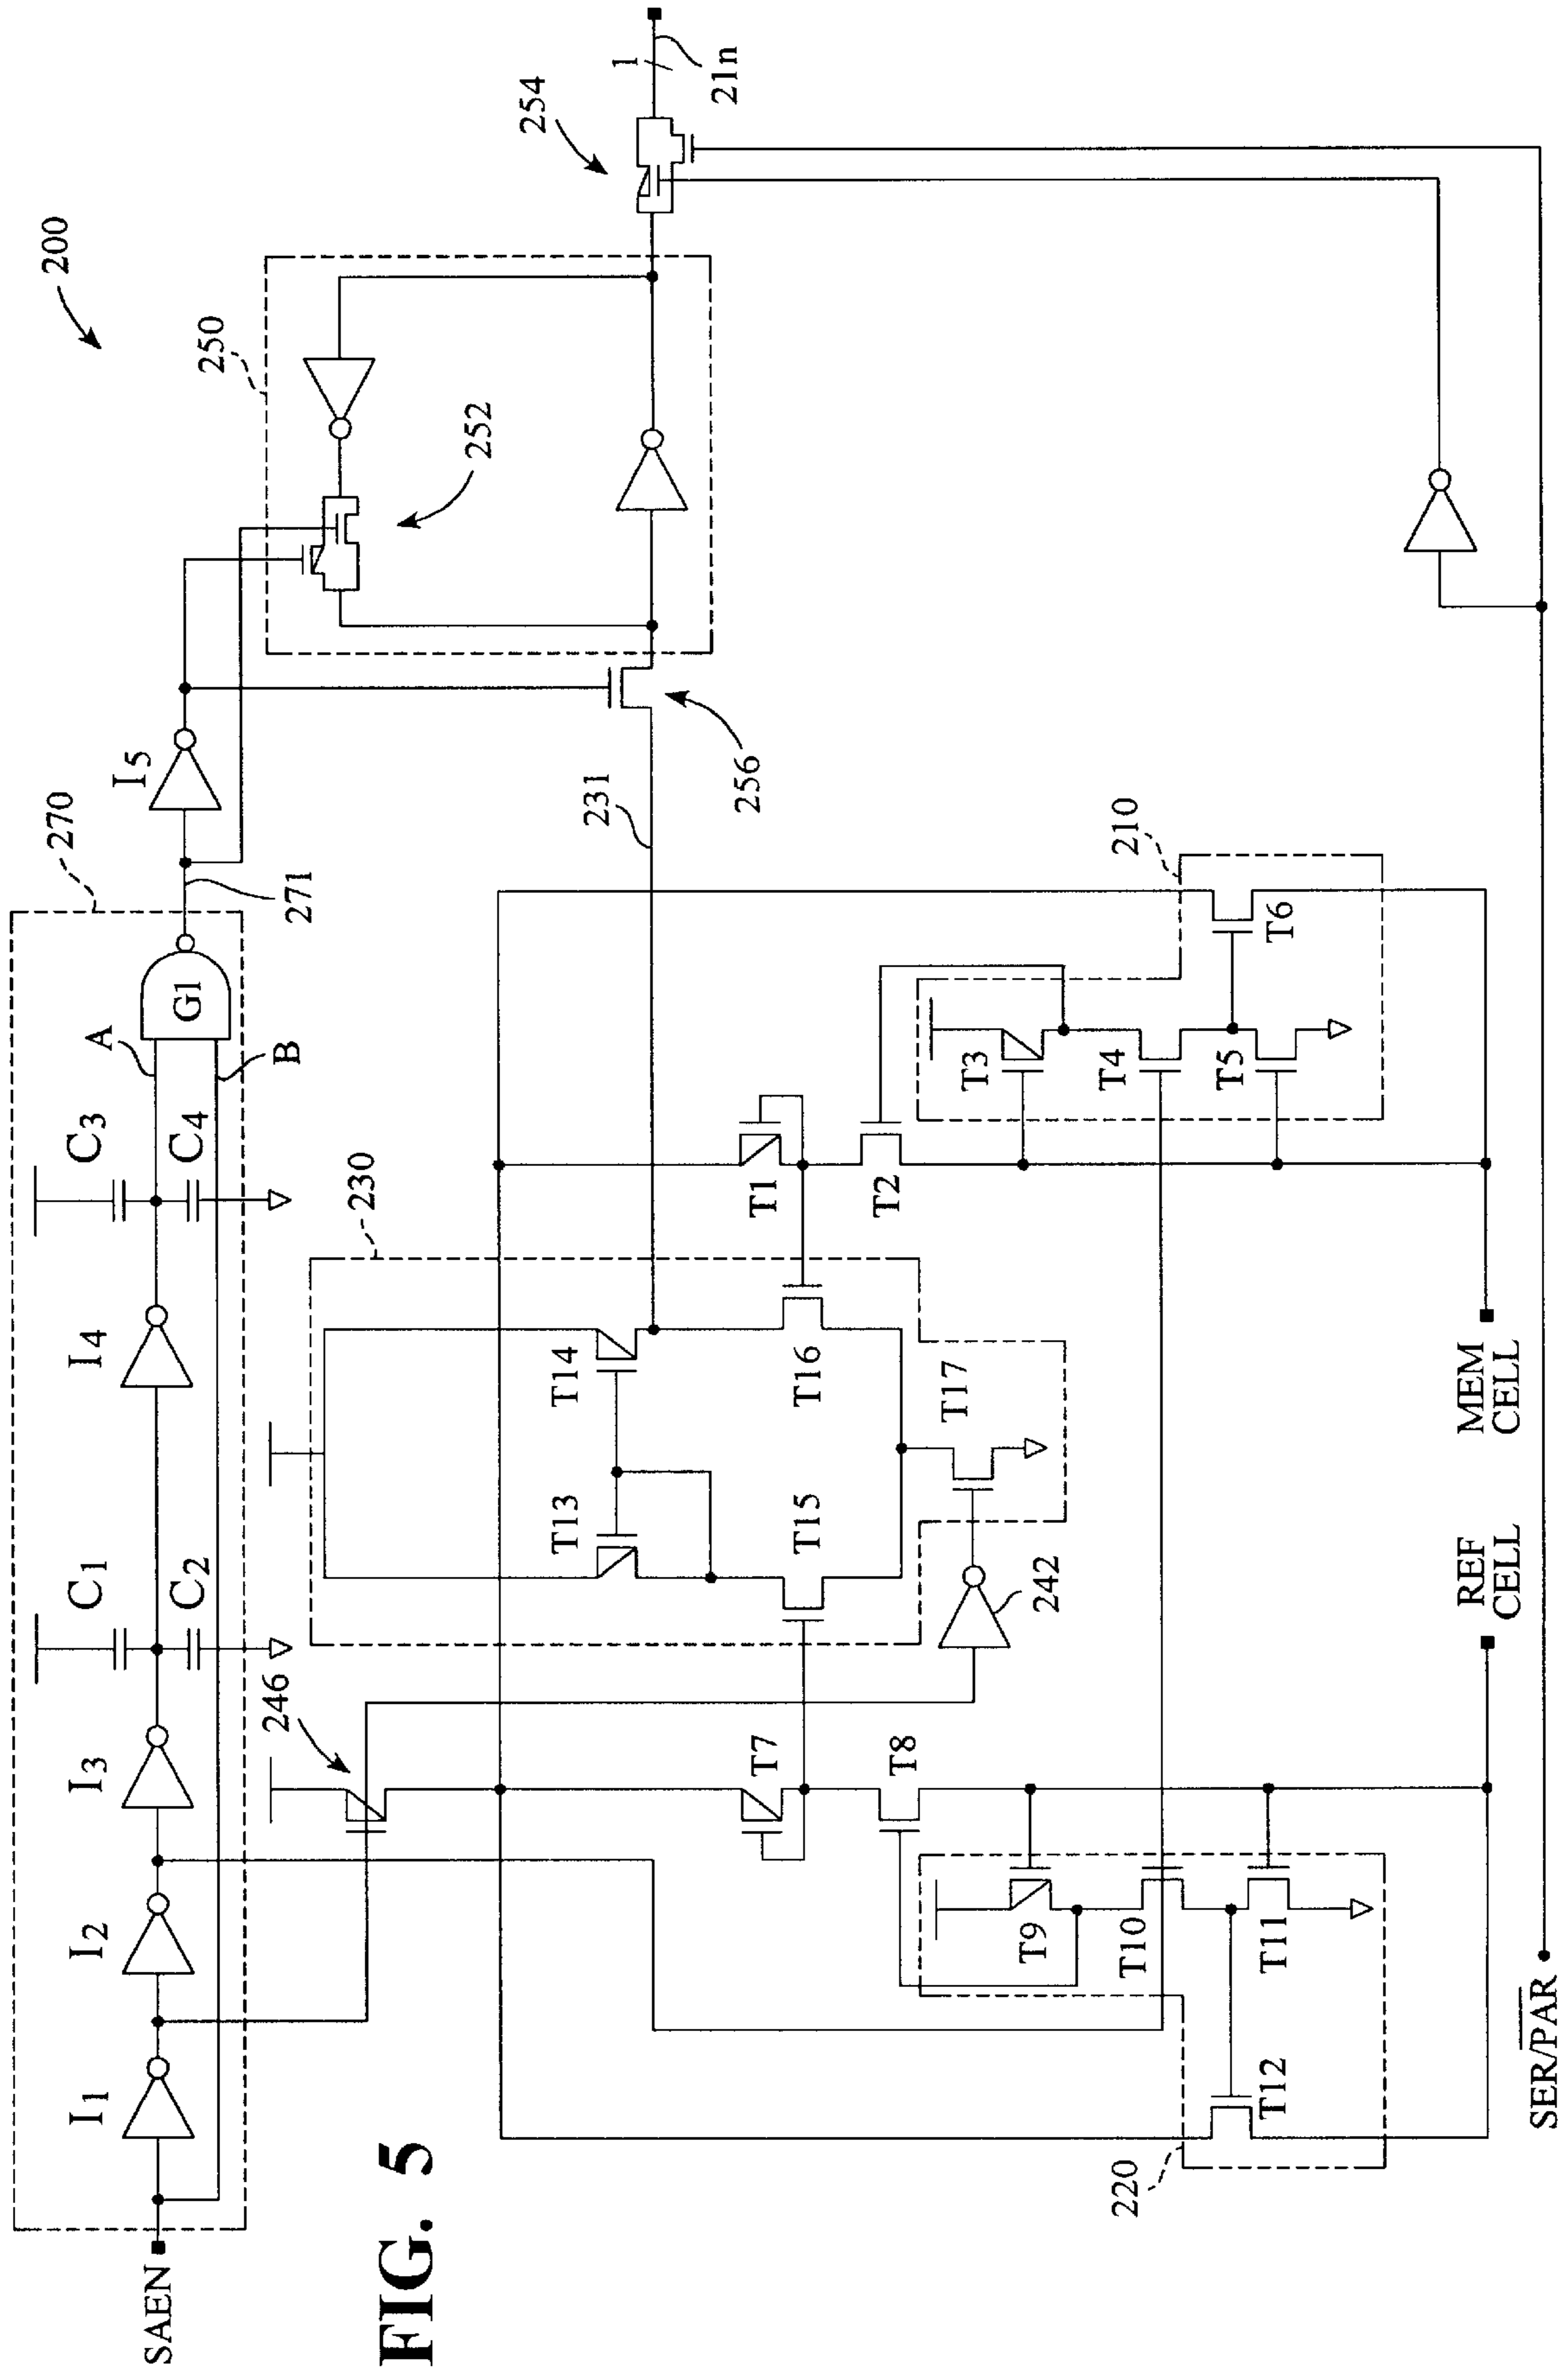 FIG. 5
200
SAEN
I1
I2
I3
C1
C2
I4
C3
C4
A
B
G1
270
271
I5
250
252
254
1
21n
256
231
246
230
T13
T14
T15
T16
T17
242
T7
T8
T9
T10
T11
T12
220
T1
T2
T3
T4
T5
T6
210
REF
CELL
MEM
CELL
SER/PAR